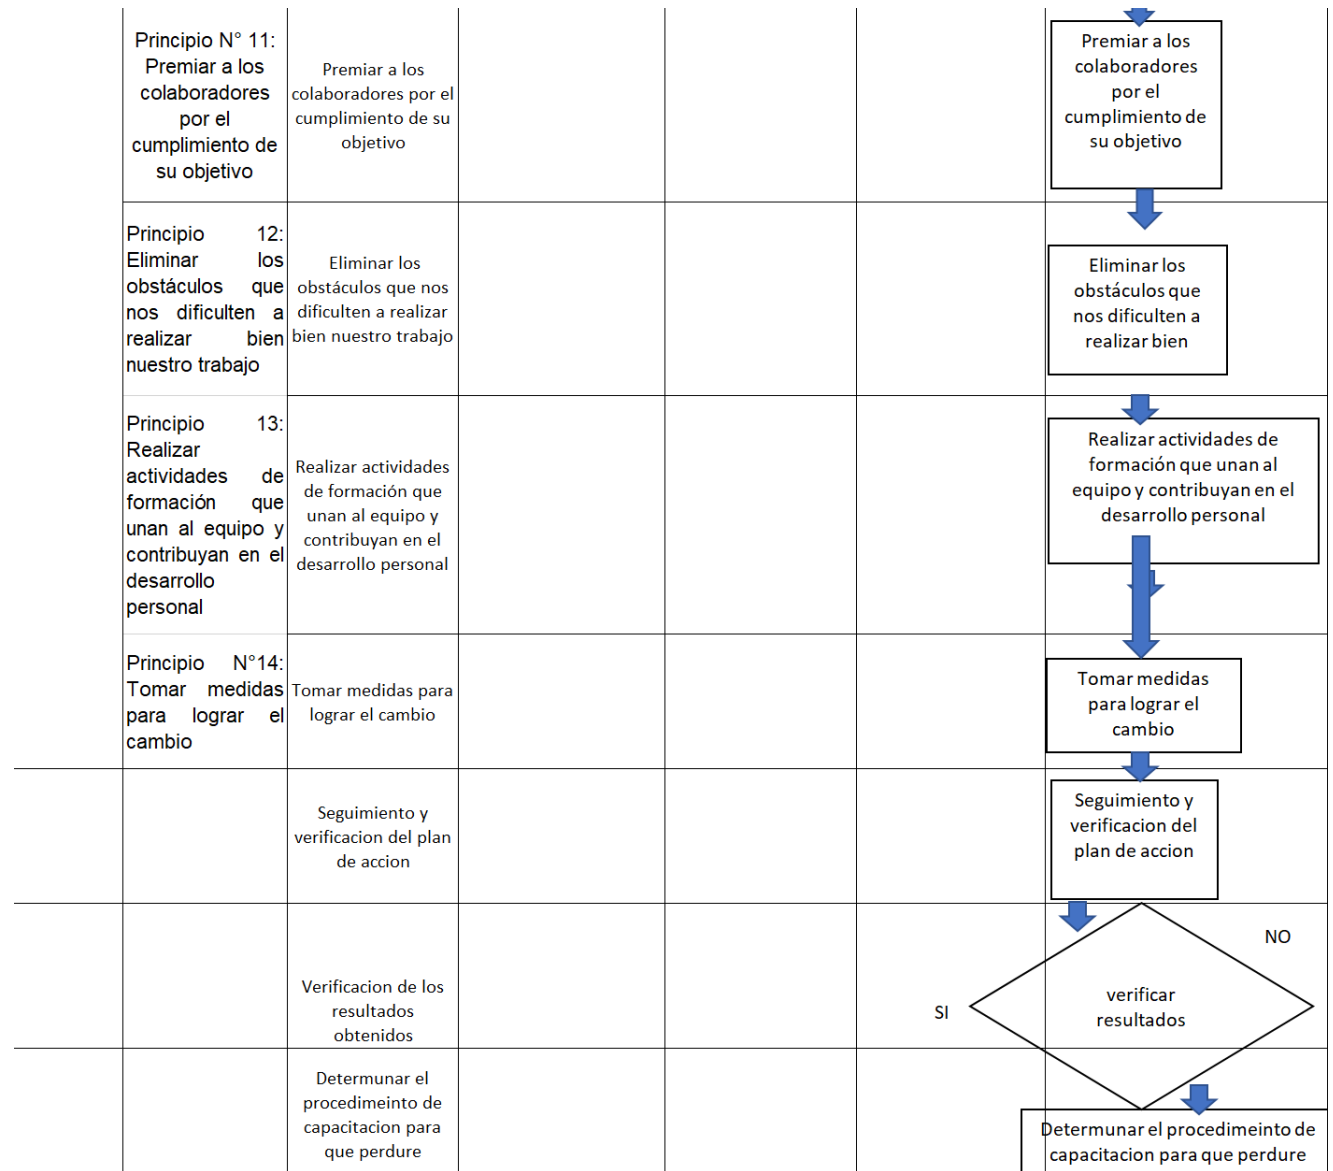 Principio N° 11:
Premiar a los
colaboradores
por el
cumplimiento de
su objetivo
Premiar a los
colaboradores por el
cumplimiento de su
objetivo
Premiar a los
colaboradores
por el
cumplimiento de
su objetivo
Principio 12:
Eliminar los
obstáculos que
nos dificulten a
realizar bien
nuestro trabajo
Eliminar los
obstáculos que nos
dificulten a realizar
bien nuestro trabajo
Eliminar los
obstáculos que
nos dificulten a
realizar bien
Principio 13:
Realizar
actividades de
formación que
unan al equipo y
contribuyan en el
desarrollo
personal
Realizar actividades
de formación que
unan al equipo y
contribuyan en el
desarrollo personal
Realizar actividades de
formación que unan al
equipo y contribuyan en el
desarrollo personal
Principio N°14:
Tomar medidas
para lograr el
cambio
Tomar medidas para
lograr el cambio
Tomar medidas
para lograr el
cambio
Seguimiento y
verificacion del plan
de accion
Seguimiento y
verificacion del
plan de accion
Verificacion de los
resultados
obtenidos
SI
verificar
resultados
NO
Determunar el
procedimeinto de
capacitacion para
que perdure
Determunar el procedimeinto de
capacitacion para que perdure